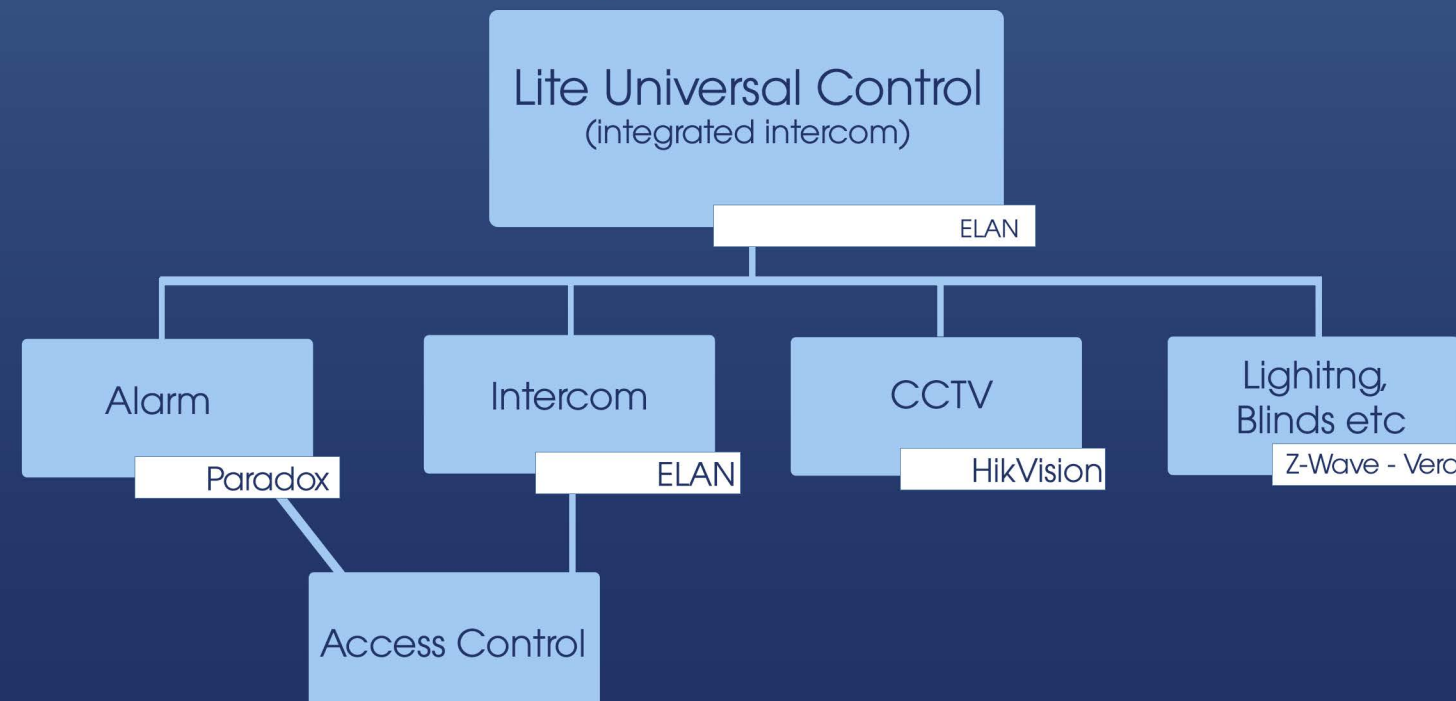 Lite Universal Control
(integrated intercom)
ELAN
Alarm
Paradox
Intercom
ELAN
CCTV
HikVision
Lighitng,
Blinds etc
Z-Wave -
Access Control